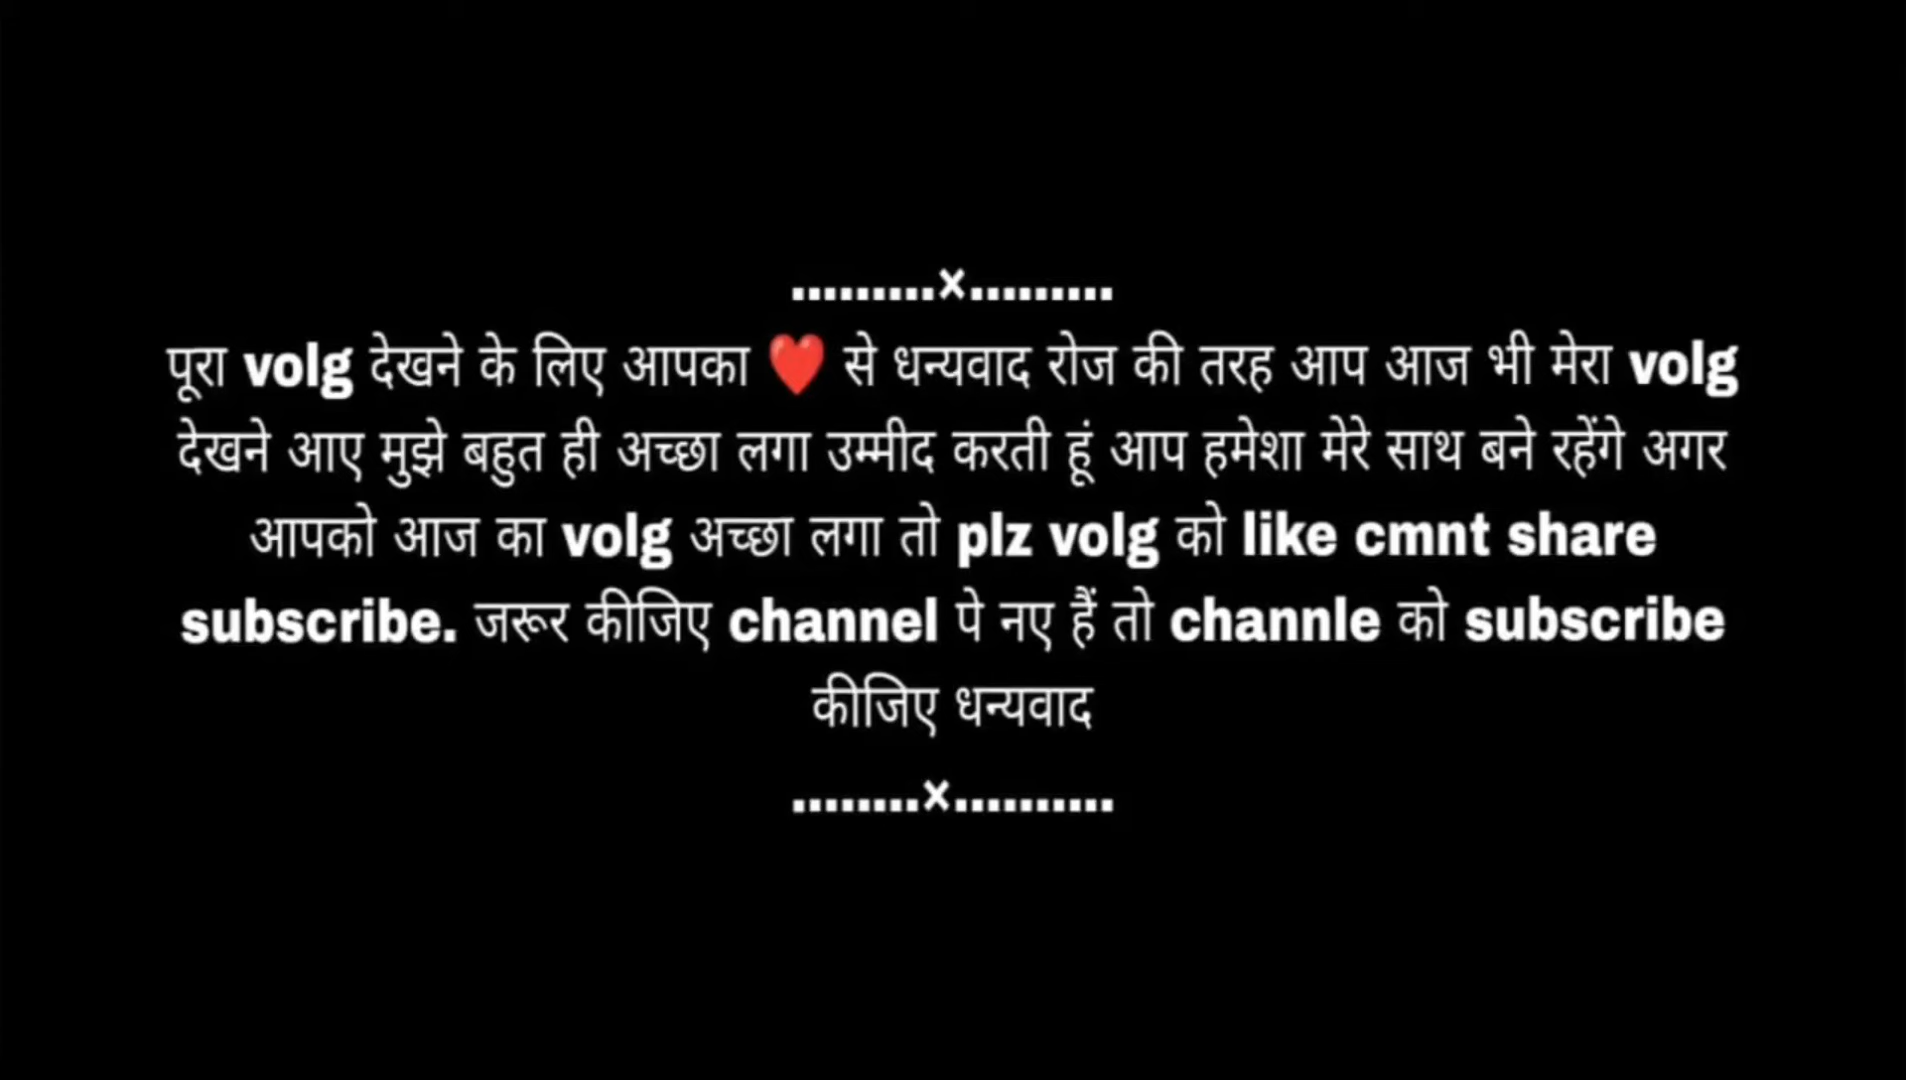 .........×.........
पूरा volg देखने के लिए आपका ❤️ से धन्यवाद रोज की तरह आप आज भी मेरा volg
देखने आए मुझे बहुत ही अच्छा लगा उम्मीद करती हूं आप हमेशा मेरे साथ बने रहेंगे अगर
आपको आज का volg अच्छा लगा तो plz volg को like cmnt share
subscribe. जरूर कीजिए channel पे नए हैं तो channle को subscribe
कीजिए धन्यवाद
........×..........